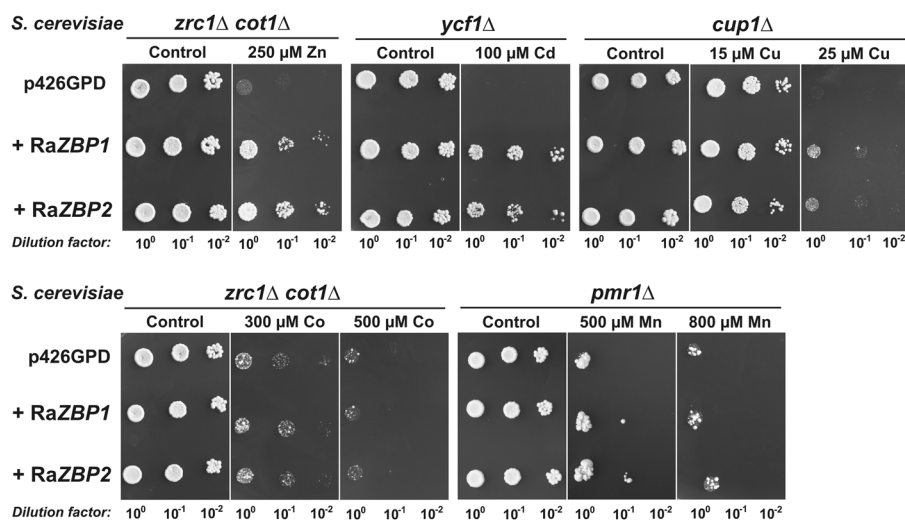 S. cerevisiae zrc1Δ cot1Δ ycf1Δ cup1Δ
Control 250 µM Zn Control 100 µM Cd Control 15 µM Cu 25 µM Cu
p426GPD
+ RaZBP1
+ RaZBP2
Dilution factor: 10⁰ 10⁻¹ 10⁻² 10⁰ 10⁻¹ 10⁻² 10⁰ 10⁻¹ 10⁻² 10⁰ 10⁻¹ 10⁻² 10⁰ 10⁻¹ 10⁻² 10⁰ 10⁻¹ 10⁻² 10⁰ 10⁻¹ 10⁻²
S. cerevisiae zrc1Δ cot1Δ pmr1Δ
Control 300 µM Co 500 µM Co Control 500 µM Mn 800 µM Mn
p426GPD
+ RaZBP1
+ RaZBP2
Dilution factor: 10⁰ 10⁻¹ 10⁻² 10⁰ 10⁻¹ 10⁻² 10⁰ 10⁻¹ 10⁻² 10⁰ 10⁻¹ 10⁻² 10⁰ 10⁻¹ 10⁻² 10⁰ 10⁻¹ 10⁻²